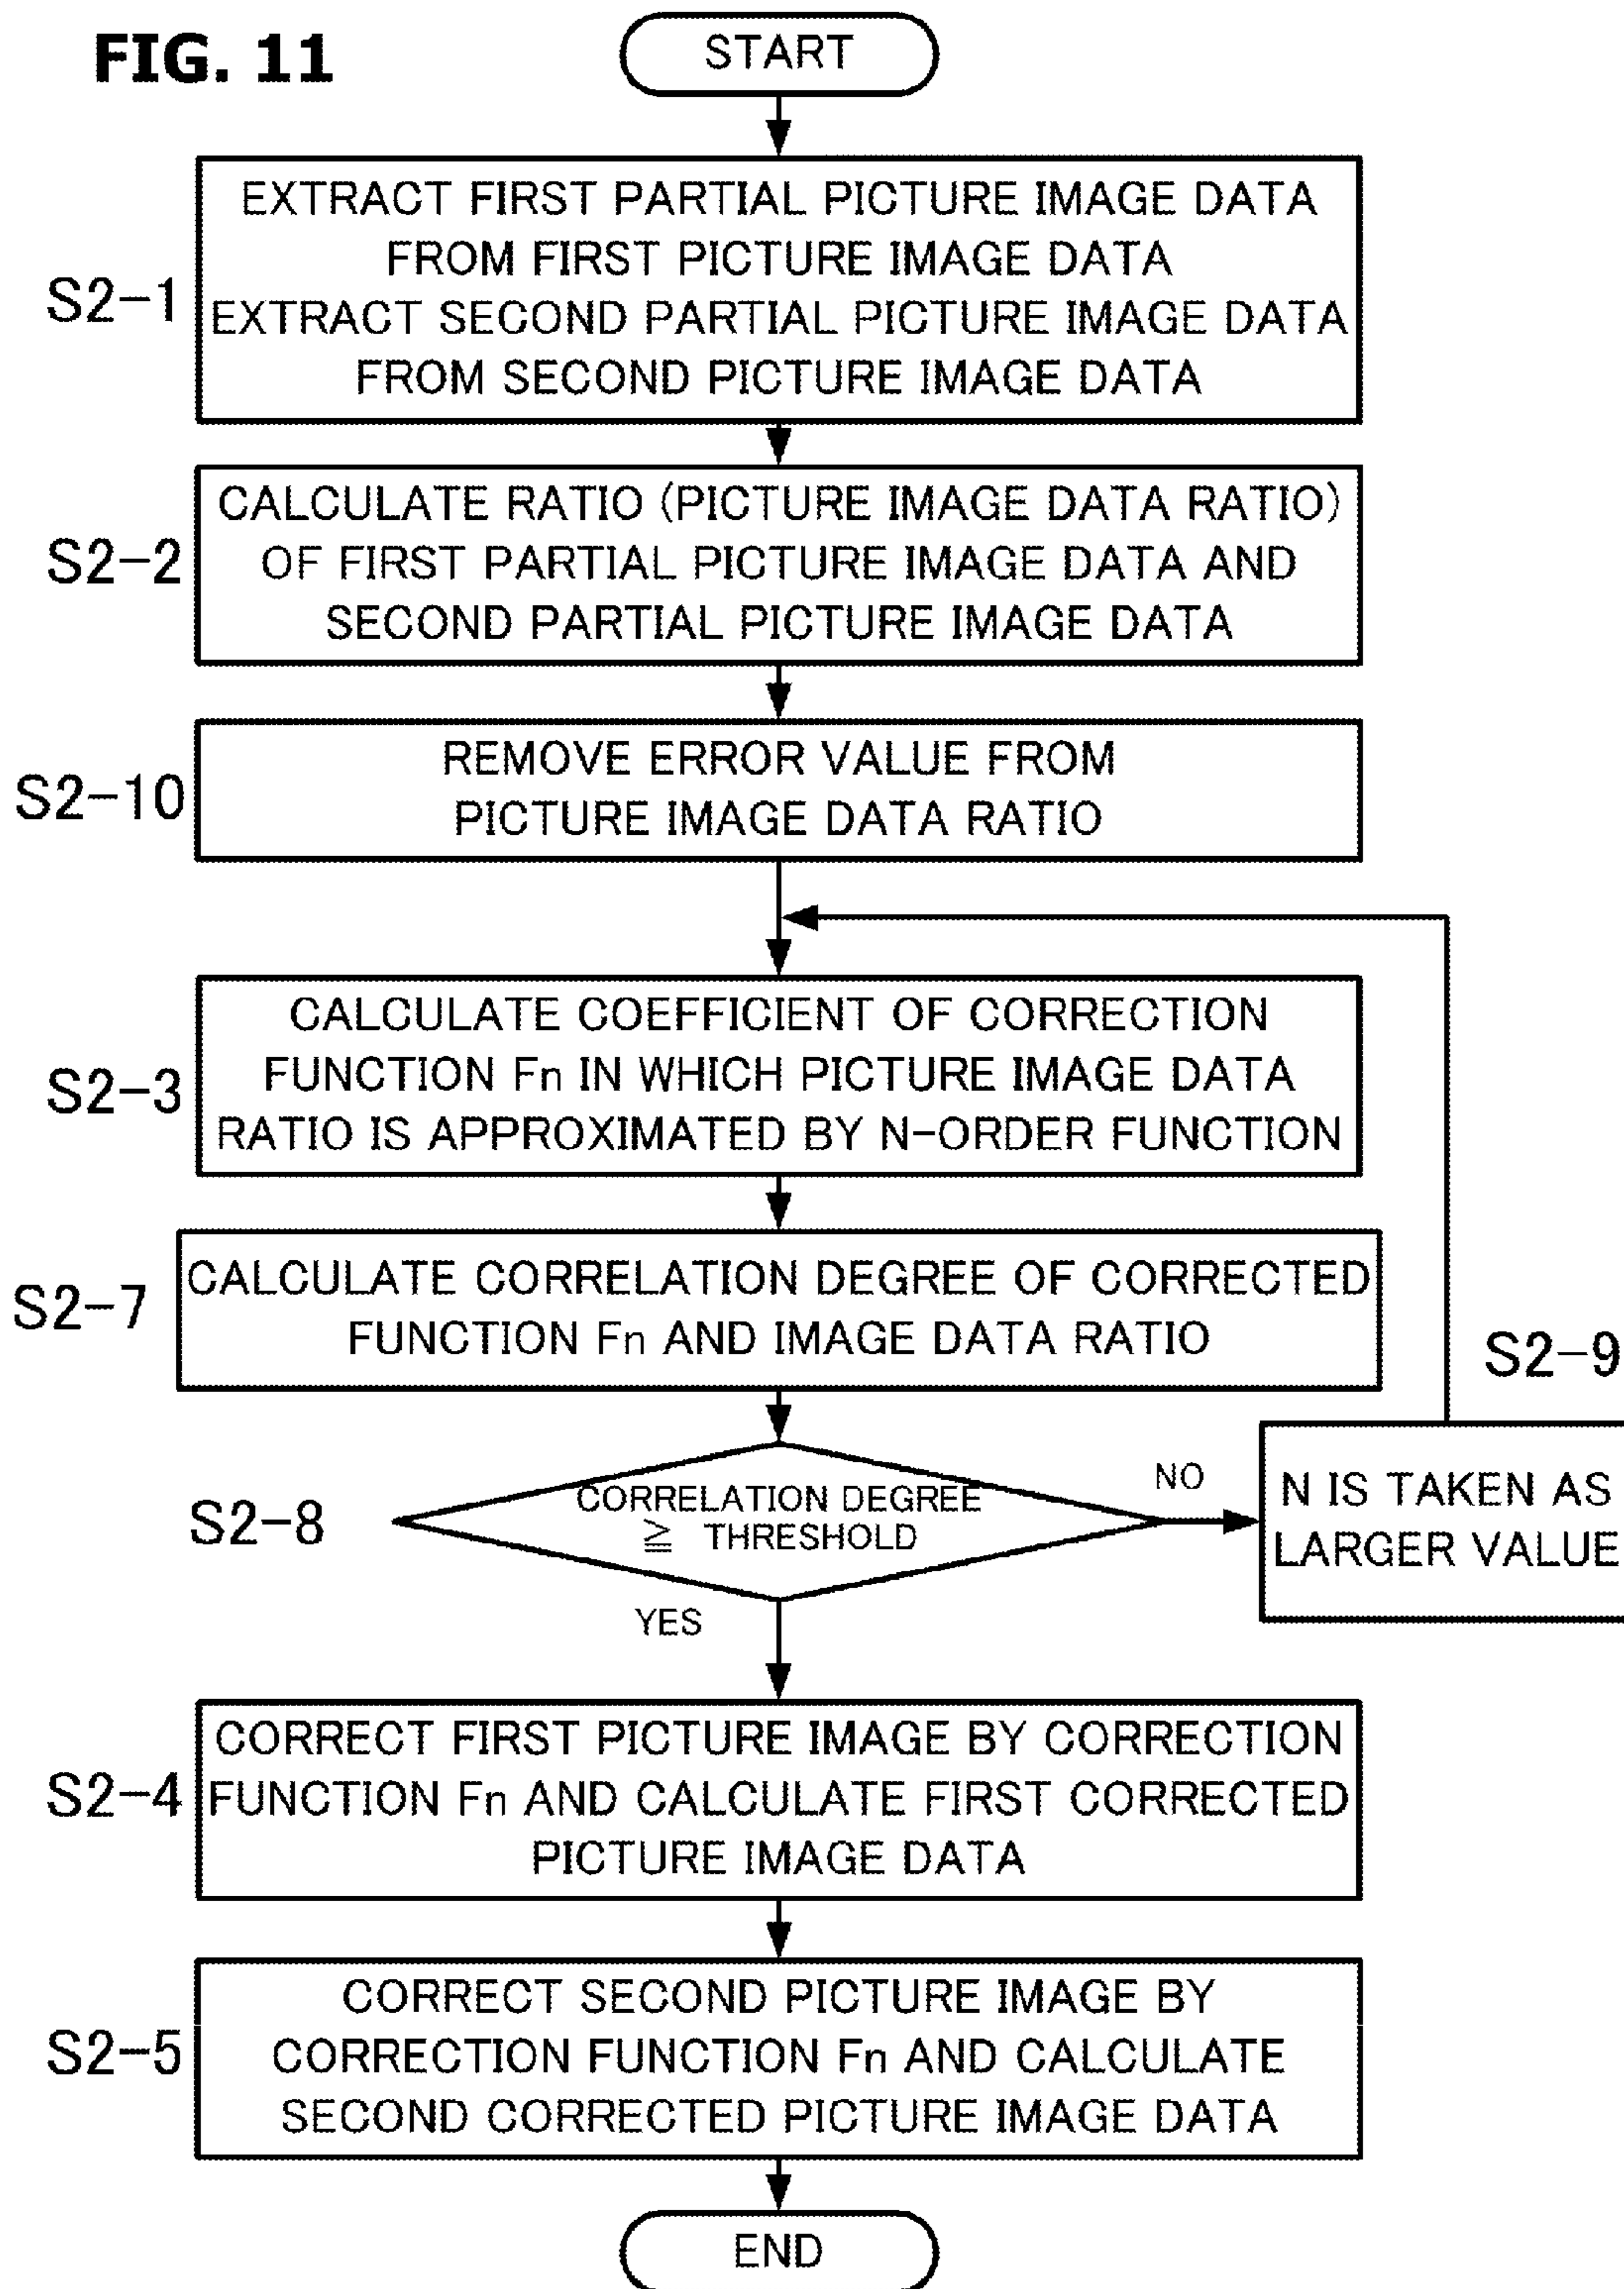 FIG. 11
START
S2-1
EXTRACT FIRST PARTIAL PICTURE IMAGE DATA
FROM FIRST PICTURE IMAGE DATA
EXTRACT SECOND PARTIAL PICTURE IMAGE DATA
FROM SECOND PICTURE IMAGE DATA
S2-2
CALCULATE RATIO (PICTURE IMAGE DATA RATIO)
OF FIRST PARTIAL PICTURE IMAGE DATA AND
SECOND PARTIAL PICTURE IMAGE DATA
S2-10
REMOVE ERROR VALUE FROM
PICTURE IMAGE DATA RATIO
S2-3
CALCULATE COEFFICIENT OF CORRECTION
FUNCTION Fn IN WHICH PICTURE IMAGE DATA
RATIO IS APPROXIMATED BY N-ORDER FUNCTION
S2-7
CALCULATE CORRELATION DEGREE OF CORRECTED
FUNCTION Fn AND IMAGE DATA RATIO
S2-8
CORRELATION DEGREE
≧ THRESHOLD
NO
S2-9
N IS TAKEN AS
LARGER VALUE
YES
S2-4
CORRECT FIRST PICTURE IMAGE BY CORRECTION
FUNCTION Fn AND CALCULATE FIRST CORRECTED
PICTURE IMAGE DATA
S2-5
CORRECT SECOND PICTURE IMAGE BY
CORRECTION FUNCTION Fn AND CALCULATE
SECOND CORRECTED PICTURE IMAGE DATA
END